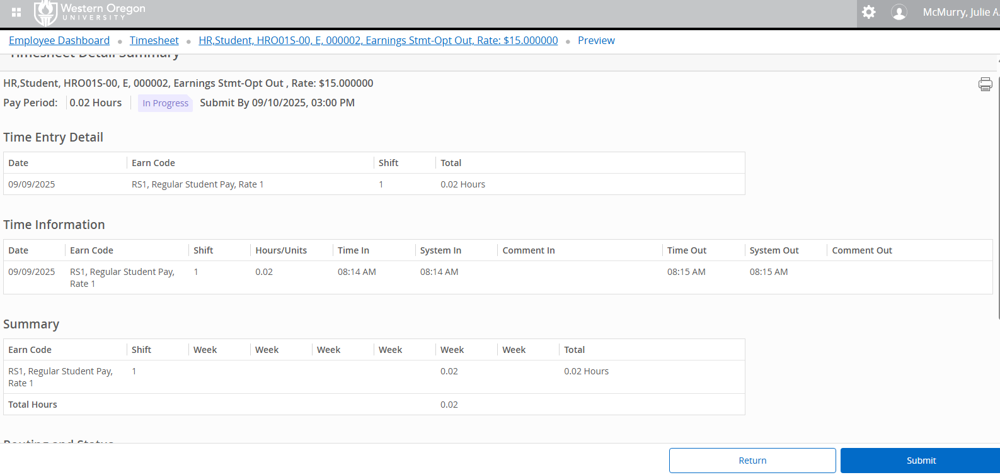 Western Oregon
UNIVERSITY
McMurry, Julie A.
Employee Dashboard • Timesheet • HR,Student, HRO01S-00, E, 000002, Earnings Stmt-Opt Out, Rate: $15.000000 • Preview
Timesheet Detail Summary
HR,Student, HRO01S-00, E, 000002, Earnings Stmt-Opt Out , Rate: $15.000000
Pay Period: 0.02 Hours In Progress Submit By 09/10/2025, 03:00 PM
Time Entry Detail
Date Earn Code Shift Total
09/09/2025 RS1, Regular Student Pay, Rate 1 1 0.02 Hours
Time Information
Date Earn Code Shift Hours/Units Time In System In Comment In Time Out System Out Comment Out
09/09/2025 RS1, Regular Student Pay, 1 0.02 08:14 AM 08:14 AM 08:15 AM 08:15 AM
Rate 1
Summary
Earn Code Shift Week Week Week Week Week Week Total
RS1, Regular Student Pay, 1 0.02 0.02 Hours
Rate 1
Total Hours 0.02
Routing and Status
Return Submit